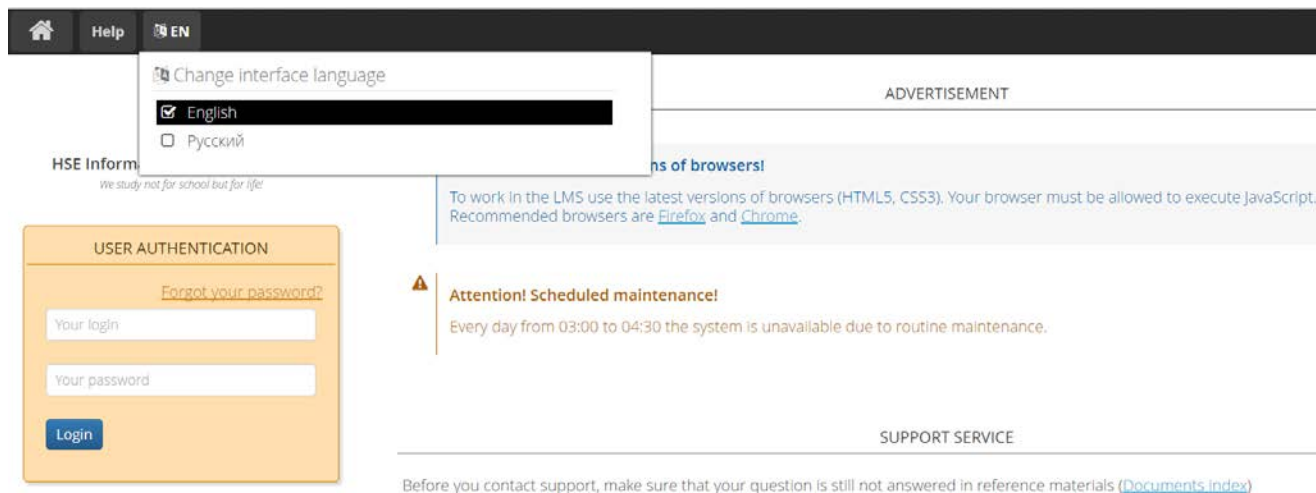 Help EN
Change interface language
English
Русский
HSE Inform
We study not for school but for life!
USER AUTHENTICATION
Forgot your password?
Your login
Your password
Login
ADVERTISEMENT
ns of browsers!
To work in the LMS use the latest versions of browsers (HTML5, CSS3). Your browser must be allowed to execute JavaScript.
Recommended browsers are Firefox and Chrome.
Attention! Scheduled maintenance!
Every day from 03:00 to 04:30 the system is unavailable due to routine maintenance.
SUPPORT SERVICE
Before you contact support, make sure that your question is still not answered in reference materials (Documents index)